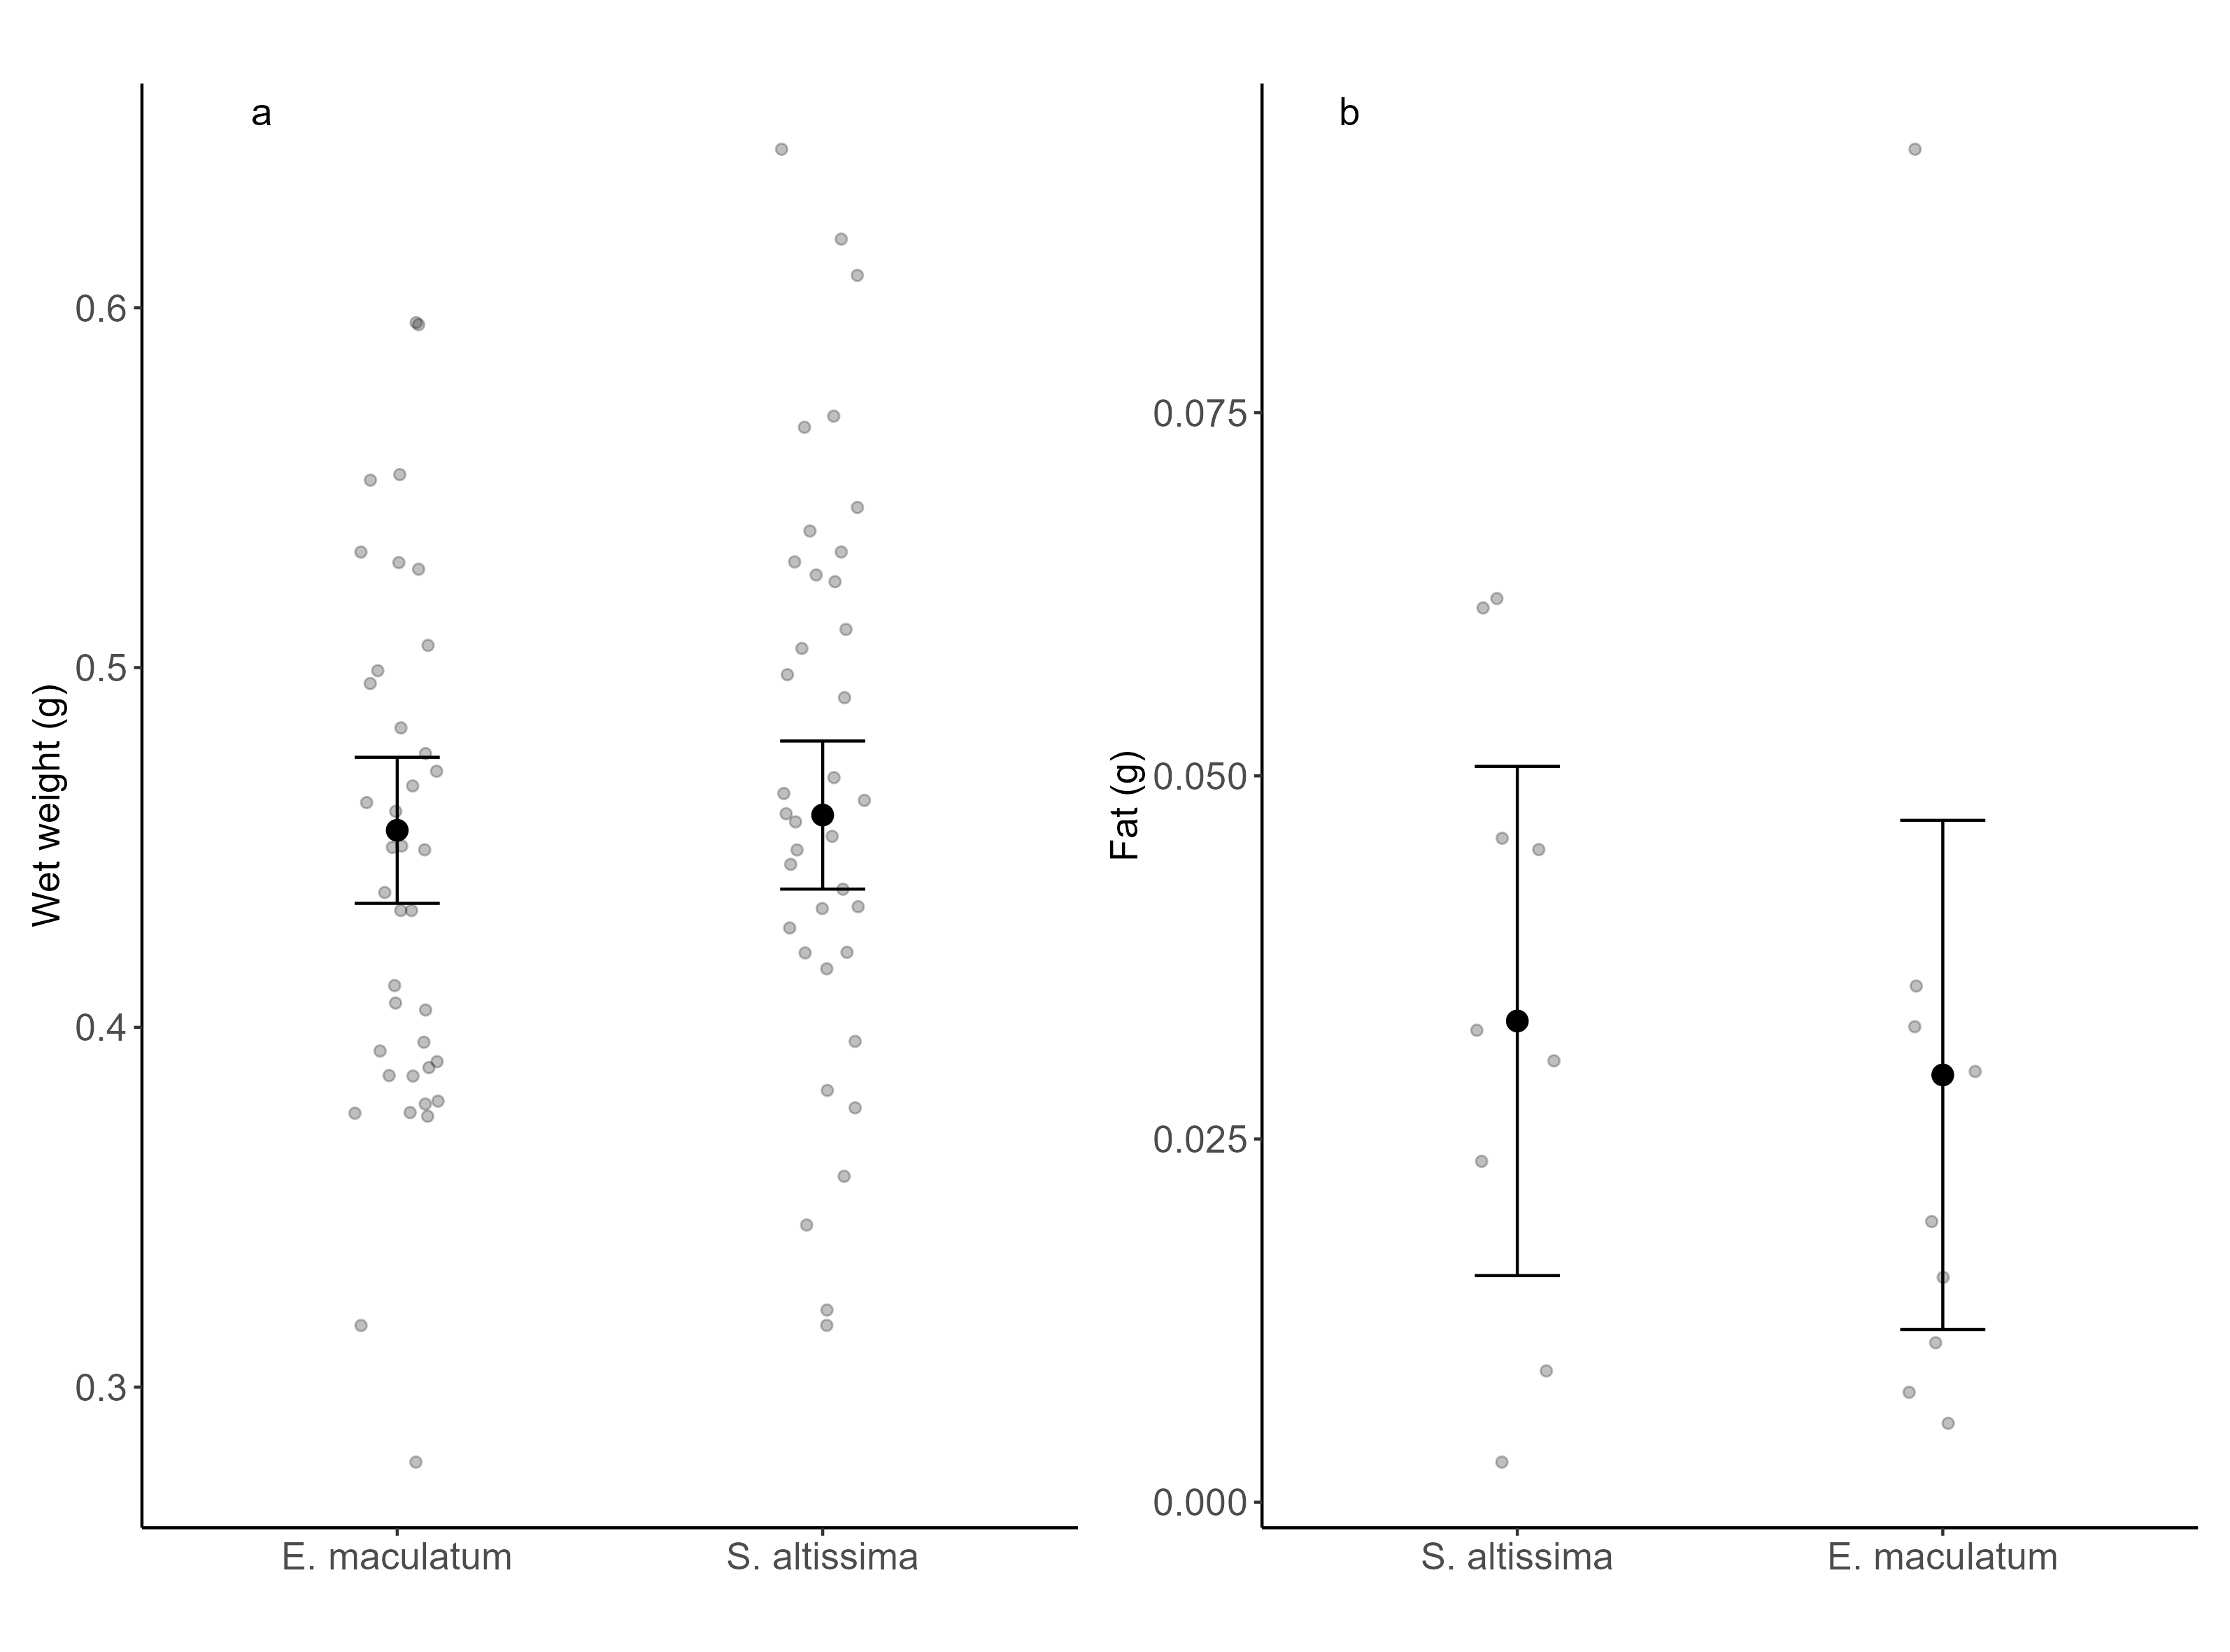 a
Wet weight (g)
0.6
0.5
0.4
0.3
E. maculatum
S. altissima
b
Fat (g)
0.075
0.050
0.025
0.000
S. altissima
E. maculatum